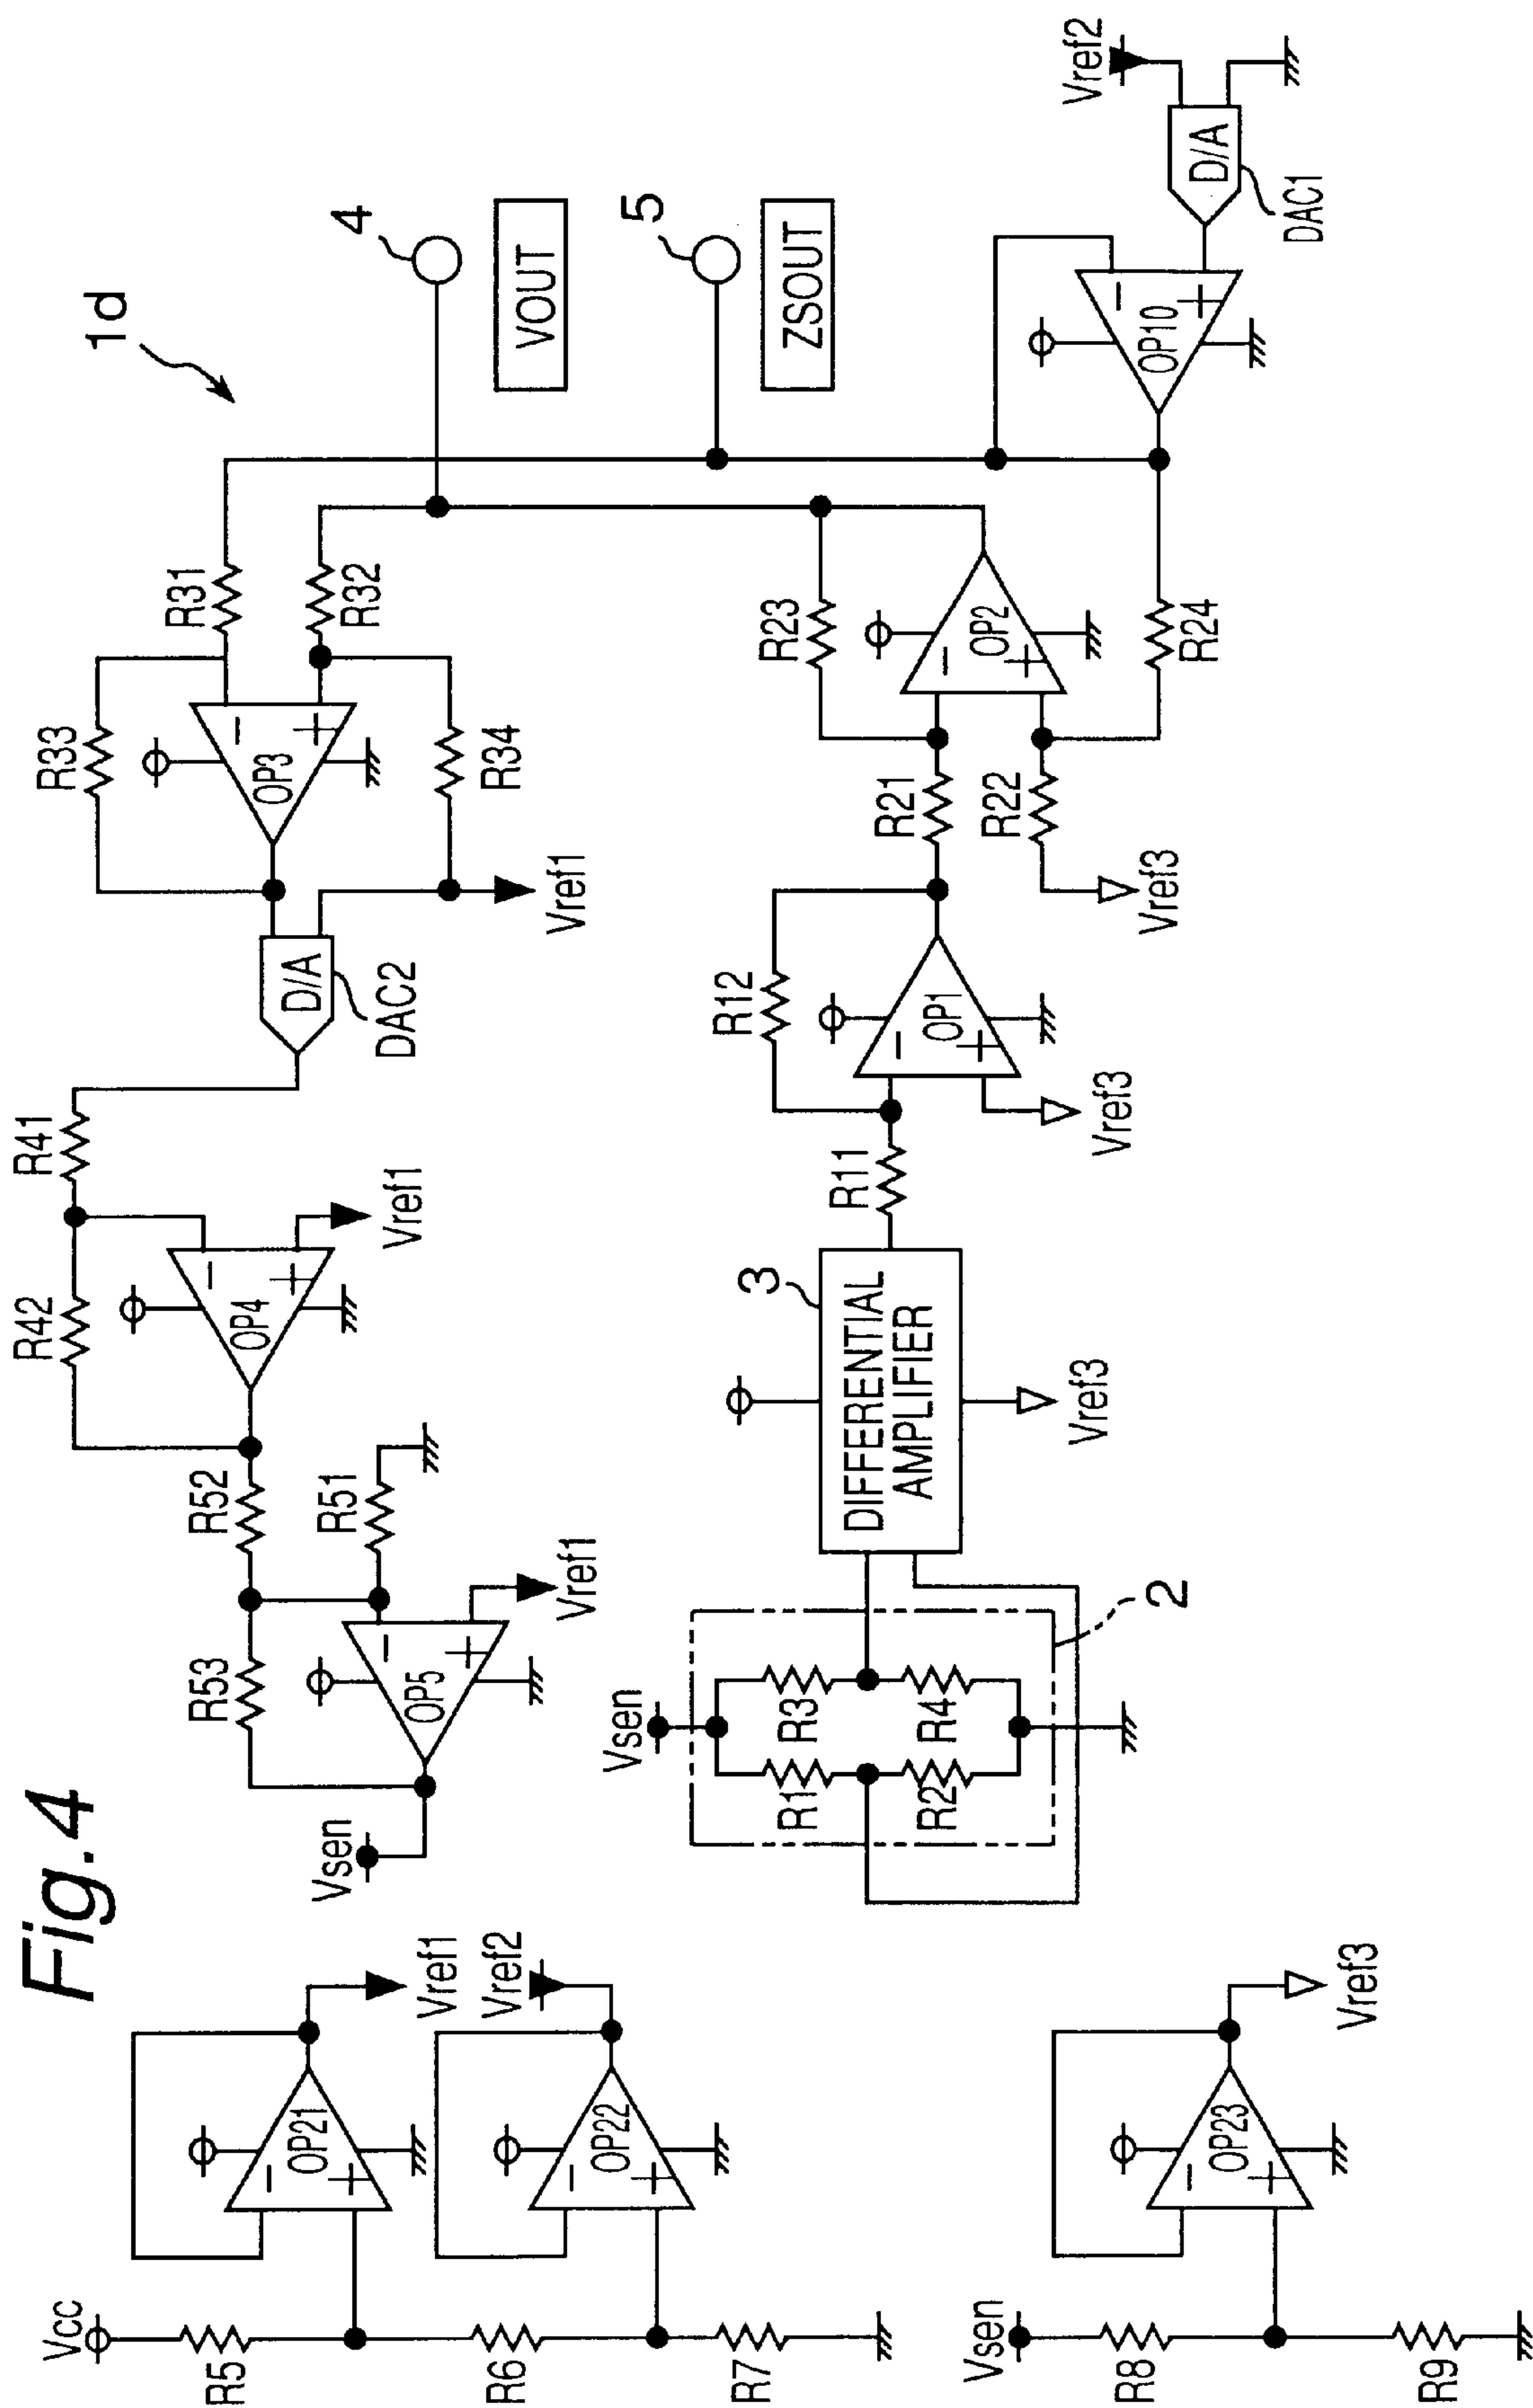 Fig.4
1d
Vcc
R5
R6
R7
OP21
−
+
Vref1
OP22
−
+
Vref2
Vsen
R8
R9
OP23
−
+
Vref3
Vsen
R53
R52
R51
OP5
−
+
Vref1
R42
R41
OP4
−
+
Vref1
D/A
DAC2
R33
R31
OP3
−
+
R32
R34
Vref1
4
VOUT
5
ZSOUT
Vsen
R1
R3
R2
R4
2
3
DIFFERENTIAL
AMPLIFIER
Vref3
R11
R12
OP1
−
+
Vref3
R21
R22
Vref3
R23
OP2
−
+
R24
OP10
−
+
D/A
DAC1
Vref2